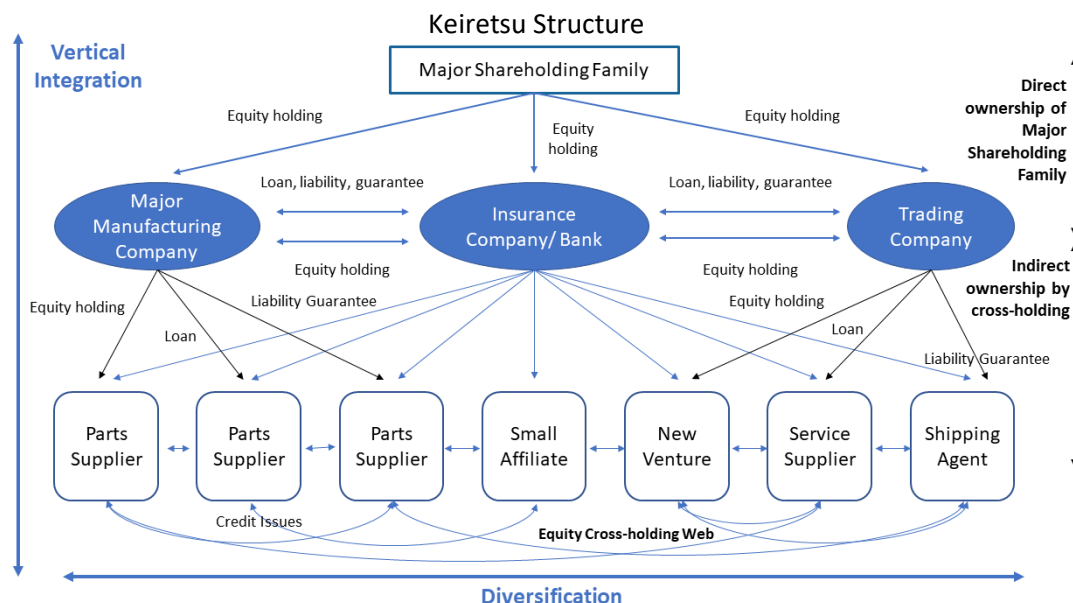 Keiretsu Structure
Vertical
Integration
Major Shareholding Family
Direct
ownership of
Major
Shareholding
Family
Equity holding
Equity
holding
Equity holding
Loan, liability, guarantee
Loan, liability, guarantee
Major
Manufacturing
Company
Insurance
Company/ Bank
Trading
Company
Equity holding
Equity holding
Indirect
ownership by
cross-holding
Equity holding
Liability Guarantee
Equity holding
Loan
Loan
Liability Guarantee
Parts
Supplier
Parts
Supplier
Parts
Supplier
Small
Affiliate
New
Venture
Service
Supplier
Shipping
Agent
Credit Issues
Equity Cross-holding Web
Diversification